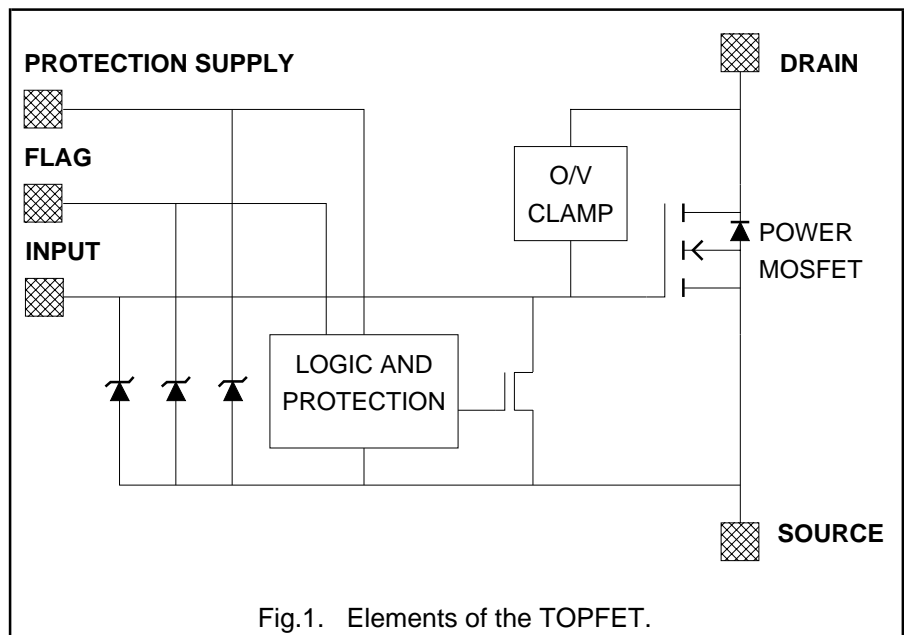 PROTECTION SUPPLY
DRAIN
FLAG
O/V
CLAMP
INPUT
POWER
MOSFET
LOGIC AND
PROTECTION
SOURCE
Fig.1. Elements of the TOPFET.